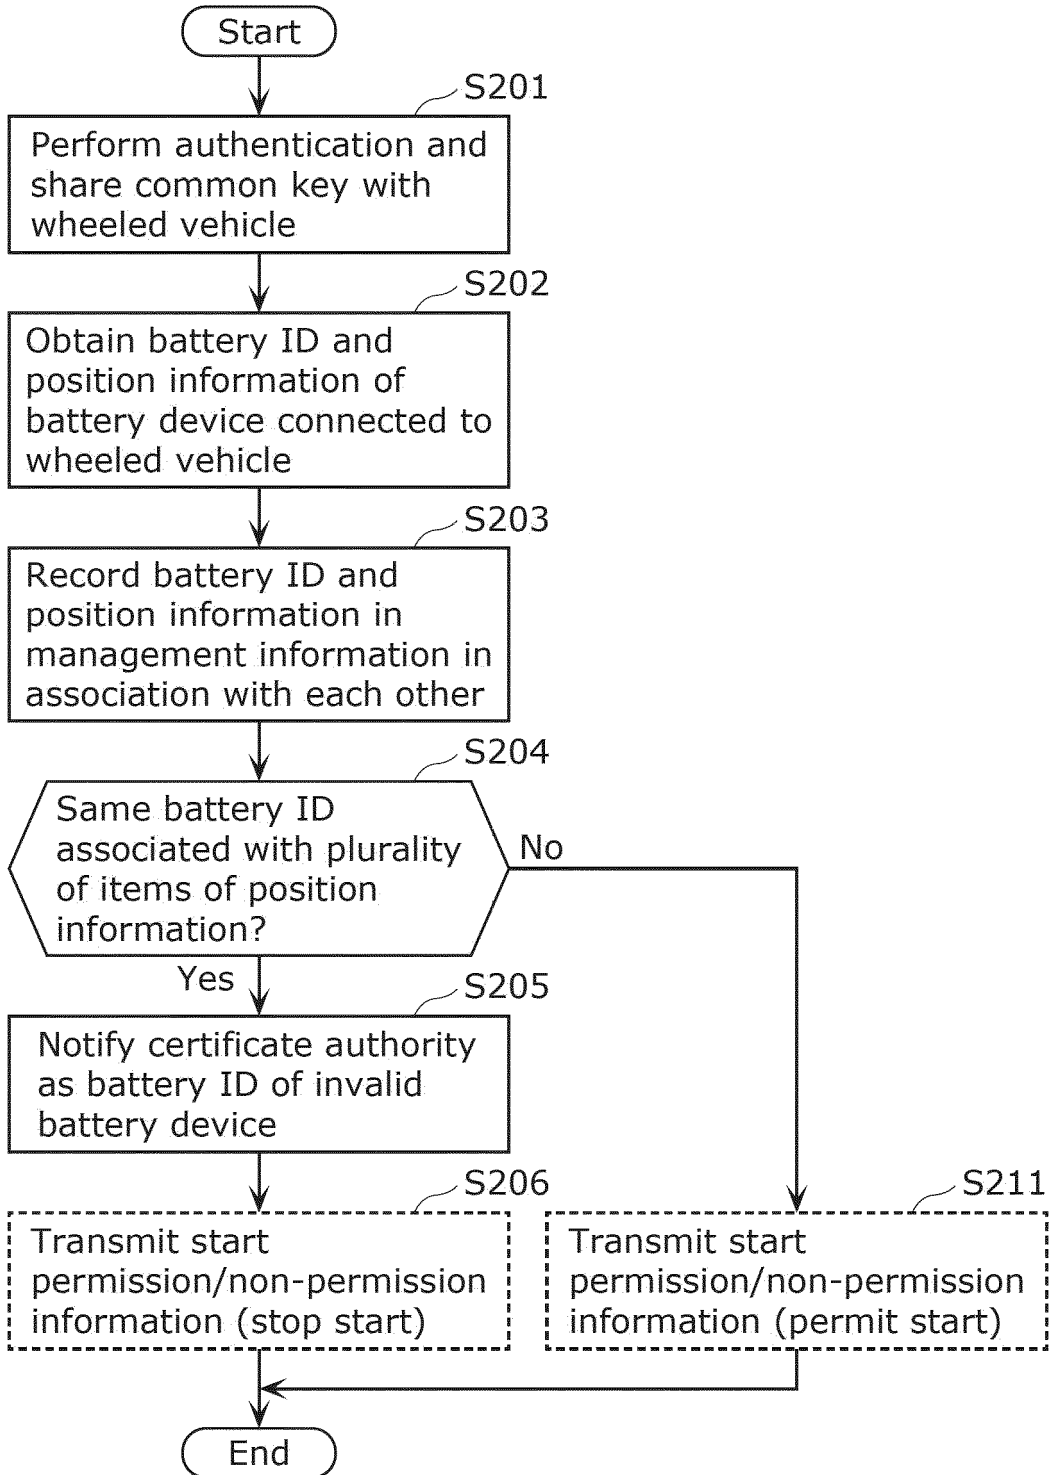 Start
S201
Perform authentication and
share common key with
wheeled vehicle
S202
Obtain battery ID and
position information of
battery device connected to
wheeled vehicle
S203
Record battery ID and
position information in
management information in
association with each other
S204
Same battery ID
associated with plurality
of items of position
information?
No
Yes
S205
Notify certificate authority
as battery ID of invalid
battery device
S206
Transmit start
permission/non-permission
information (stop start)
S211
Transmit start
permission/non-permission
information (permit start)
End